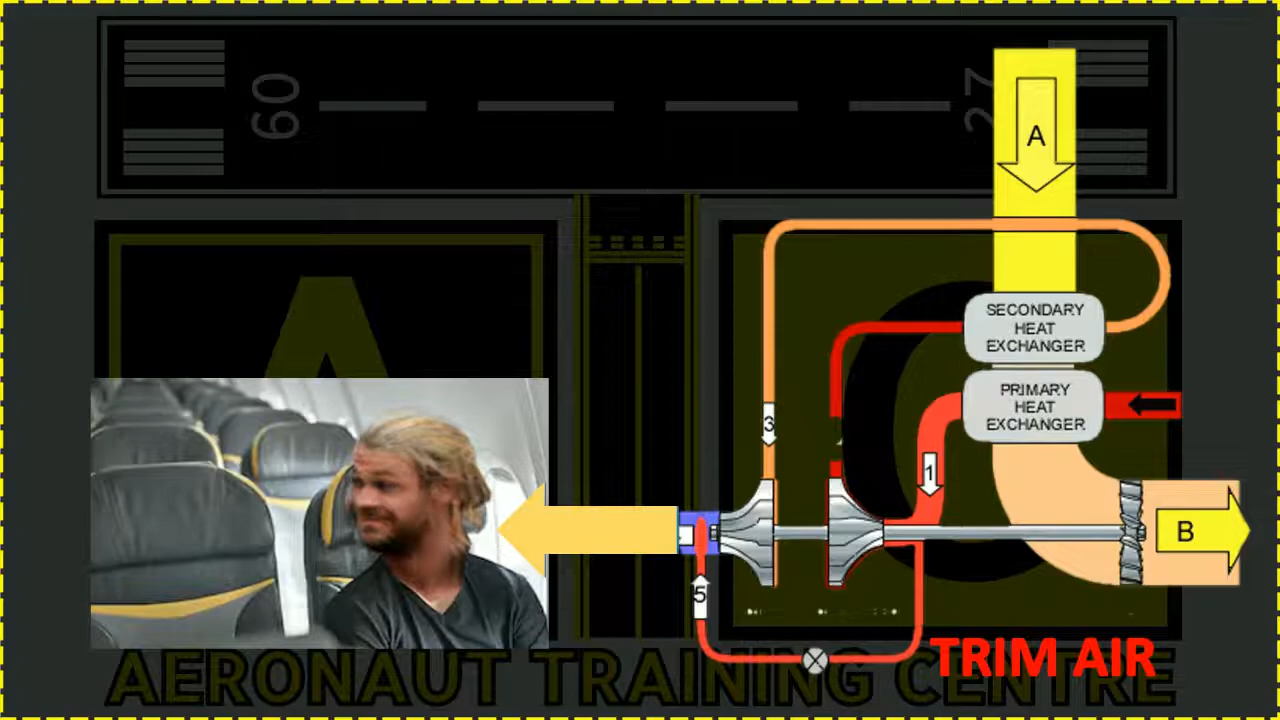 60
27
A
SECONDARY
HEAT
EXCHANGER
PRIMARY
HEAT
EXCHANGER
A
3
1
B
5
TRIM AIR
AERONAUT TRAINING CENTRE